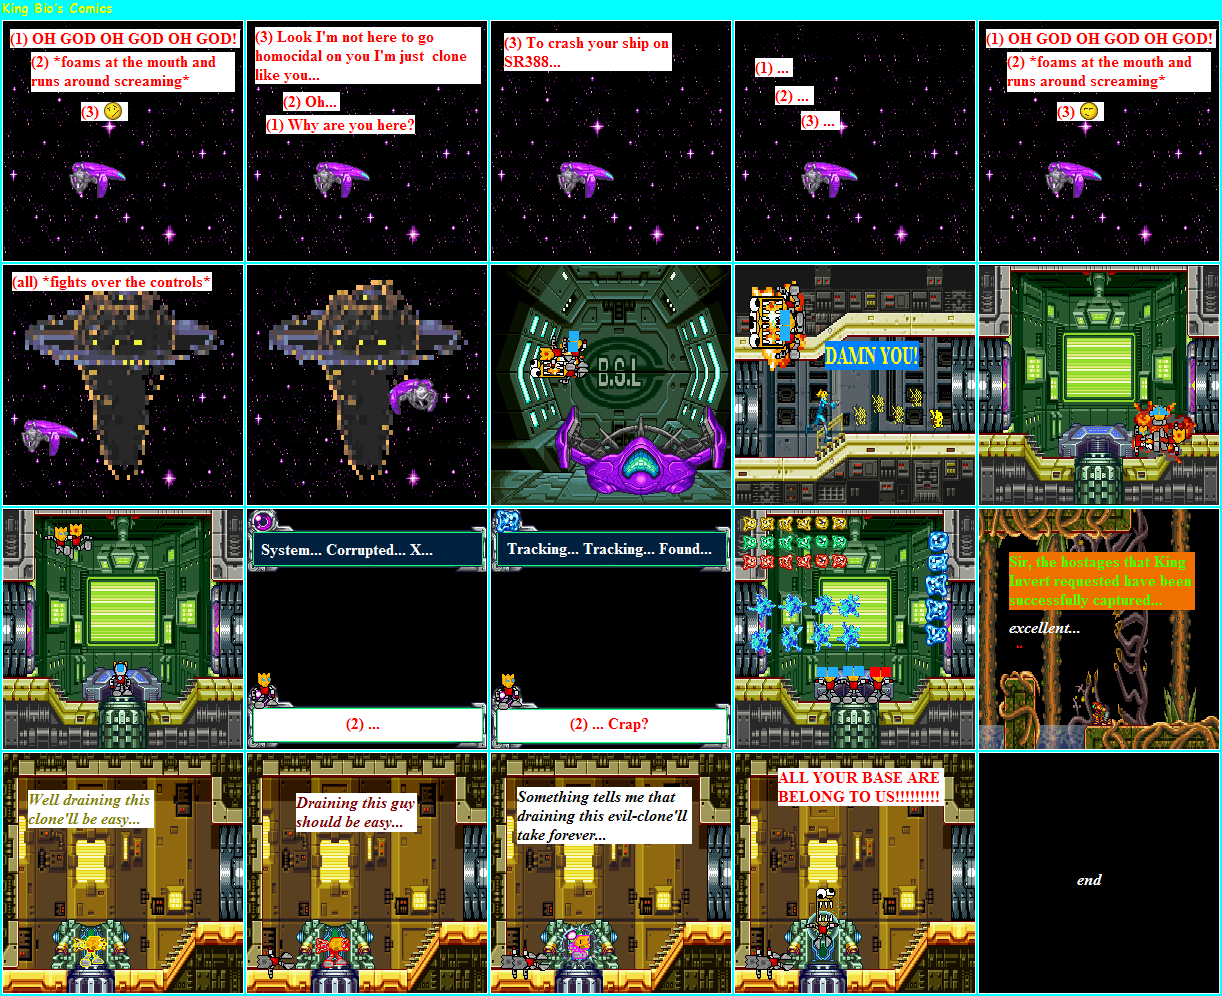 King Bio's Comics
(1) OH GOD OH GOD OH GOD!
(2) *foams at the mouth and
runs around screaming*
(3)
(3) Look I'm not here to go
homocidal on you I'm just clone
like you...
(2) Oh...
(1) Why are you here?
(3) To crash your ship on
SR388...
(1) ...
(2) ...
(3) ...
(1) OH GOD OH GOD OH GOD!
(2) *foams at the mouth and
runs around screaming*
(3)
(all) *fights over the controls*
B.S.L
DAMN YOU!
System... Corrupted... X...
(2) ...
Tracking... Tracking... Found...
(2) ... Crap?
Sir, the hostages that King
Invert requested have been
successfully captured...
excellent...
Well draining this
clone'll be easy...
Draining this guy
should be easy...
Something tells me that
draining this evil-clone'll
take forever...
ALL YOUR BASE ARE
BELONG TO US!!!!!!!!!
end